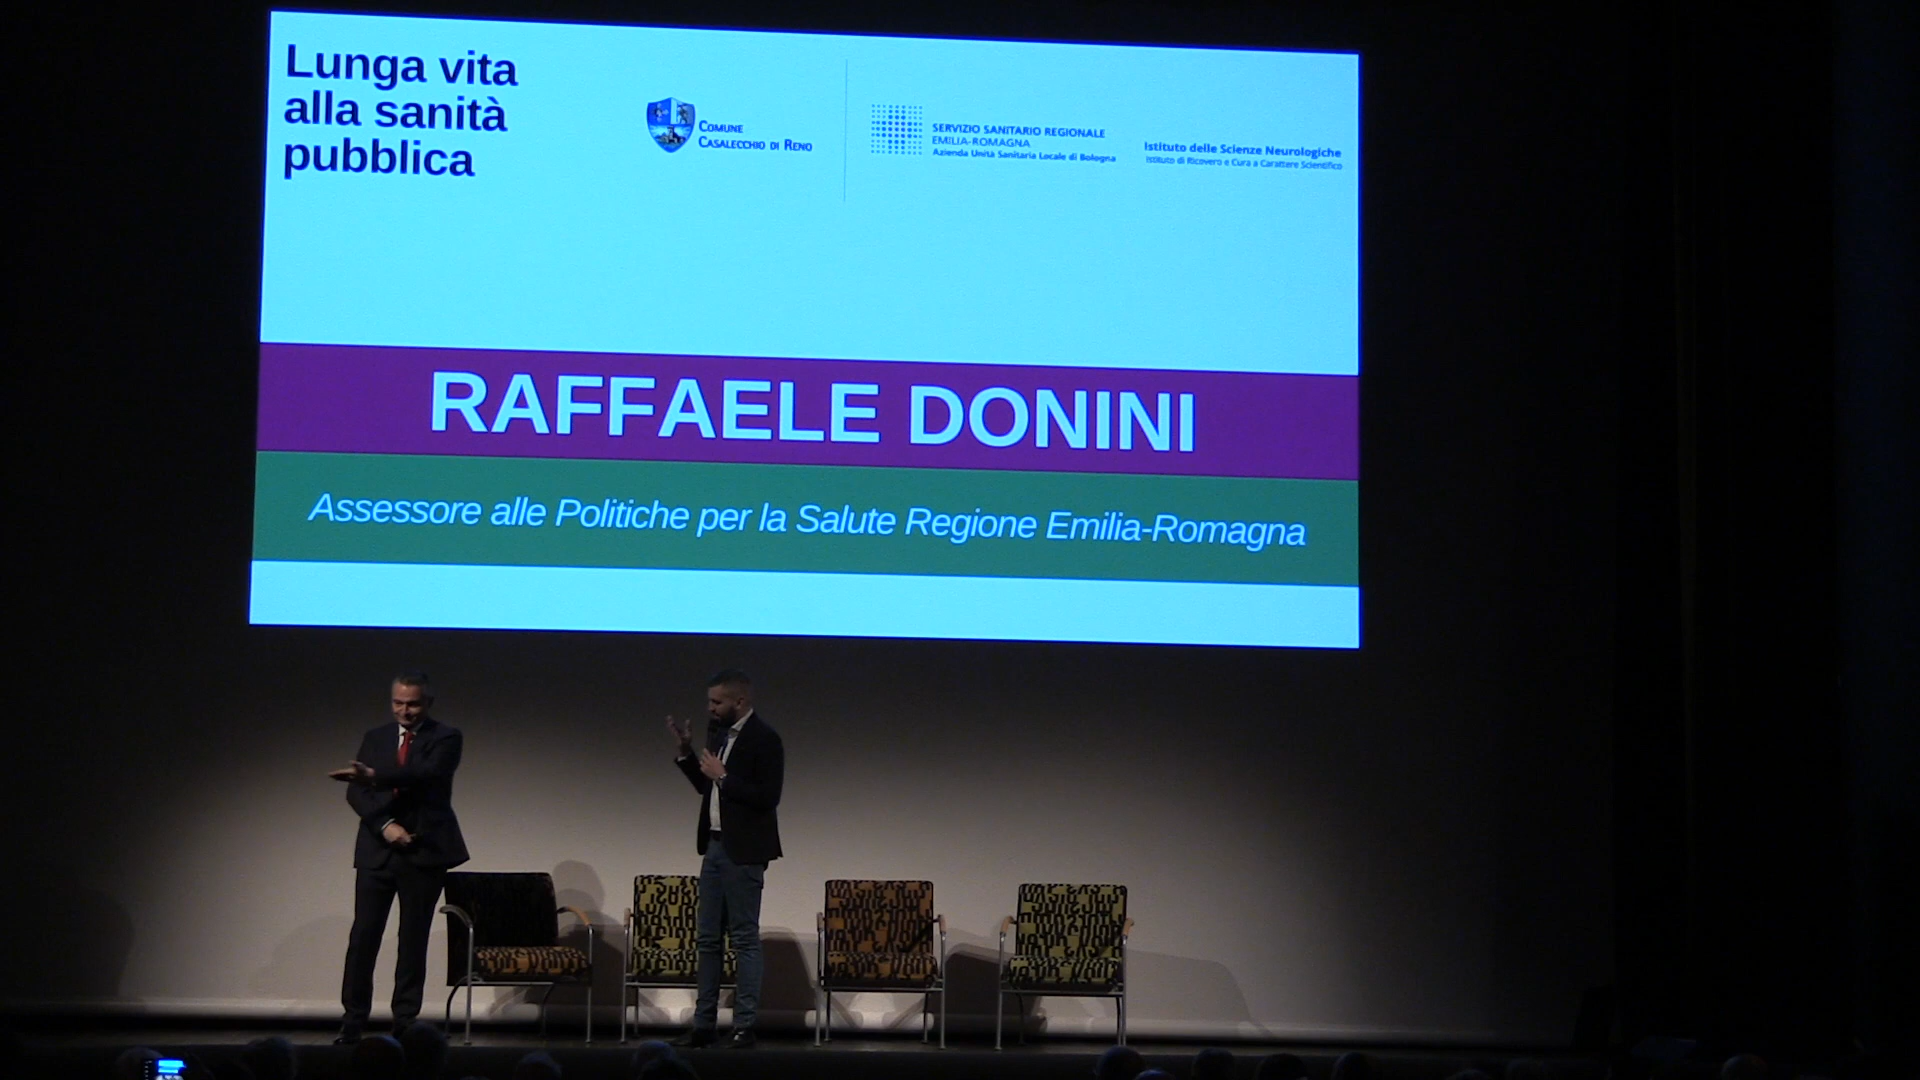 Lunga vita
alla sanità
pubblica
COMUNE
CASALECCHIO DI RENO
SERVIZIO SANITARIO REGIONALE
EMILIA-ROMAGNA
Azienda Unità Sanitaria Locale di Bologna
Istituto delle Scienze Neurologiche
Istituto di Ricovero e Cura a Carattere Scientifico
RAFFAELE DONINI
Assessore alle Politiche per la Salute Regione Emilia-Romagna